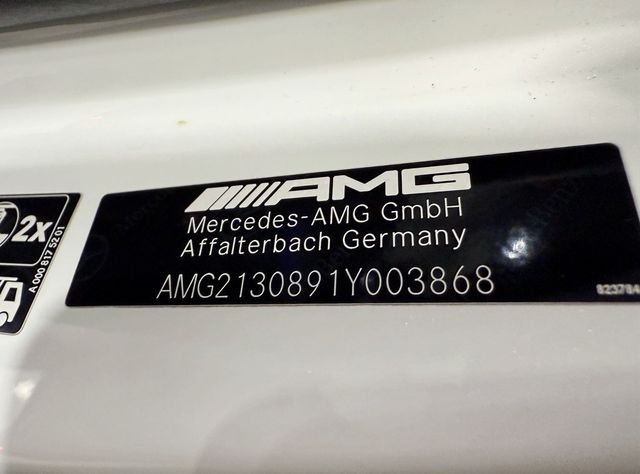 AMG
Mercedes-AMG GmbH
Affalterbach Germany
AMG2130891Y003868
2x
A 000 817 52 01